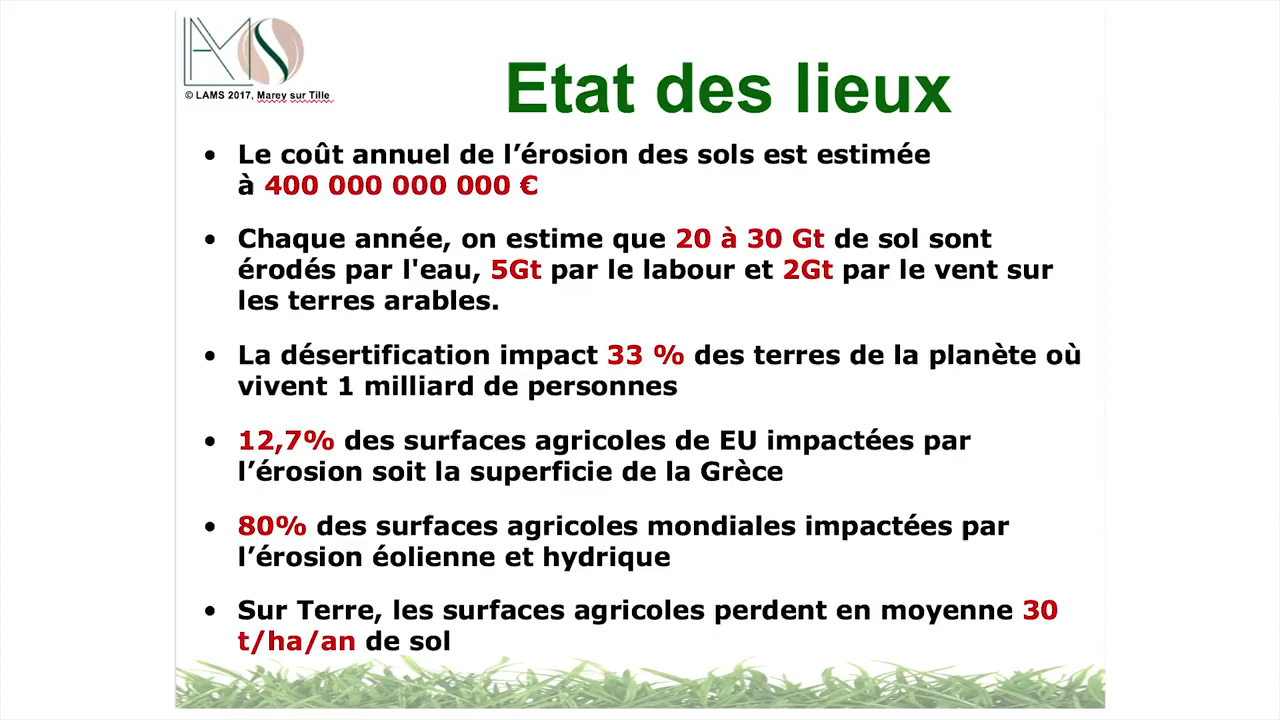 LAMS
© LAMS 2017, Marey sur Tille
Etat des lieux
• Le coût annuel de l’érosion des sols est estimée
à 400 000 000 000 €
• Chaque année, on estime que 20 à 30 Gt de sol sont
érodés par l'eau, 5Gt par le labour et 2Gt par le vent sur
les terres arables.
• La désertification impact 33 % des terres de la planète où
vivent 1 milliard de personnes
• 12,7% des surfaces agricoles de EU impactées par
l’érosion soit la superficie de la Grèce
• 80% des surfaces agricoles mondiales impactées par
l’érosion éolienne et hydrique
• Sur Terre, les surfaces agricoles perdent en moyenne 30
t/ha/an de sol